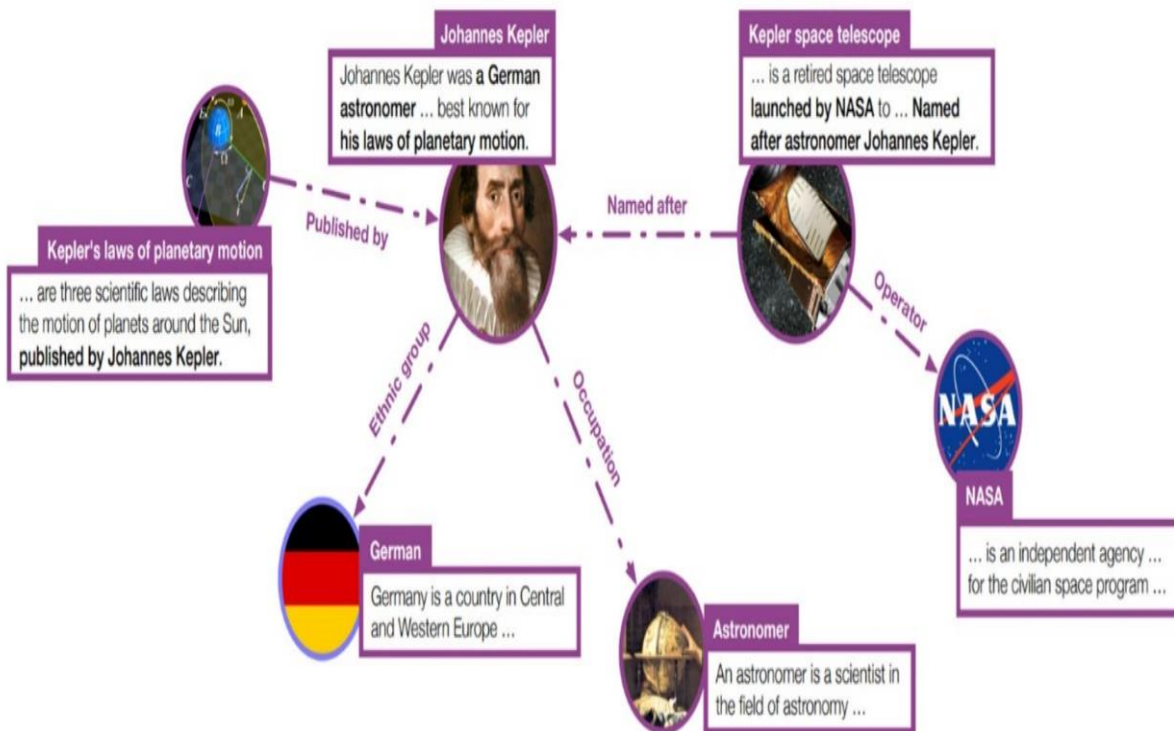 Johannes Kepler
Johannes Kepler was a German
astronomer ... best known for
his laws of planetary motion.
Kepler space telescope
... is a retired space telescope
launched by NASA to ... Named
after astronomer Johannes Kepler.
Published by
Named after
Kepler's laws of planetary motion
... are three scientific laws describing
the motion of planets around the Sun,
published by Johannes Kepler.
Operator
Ethnic group
Occupation
NASA
NASA
... is an independent agency ...
for the civilian space program ...
German
Germany is a country in Central
and Western Europe ...
Astronomer
An astronomer is a scientist in
the field of astronomy ...